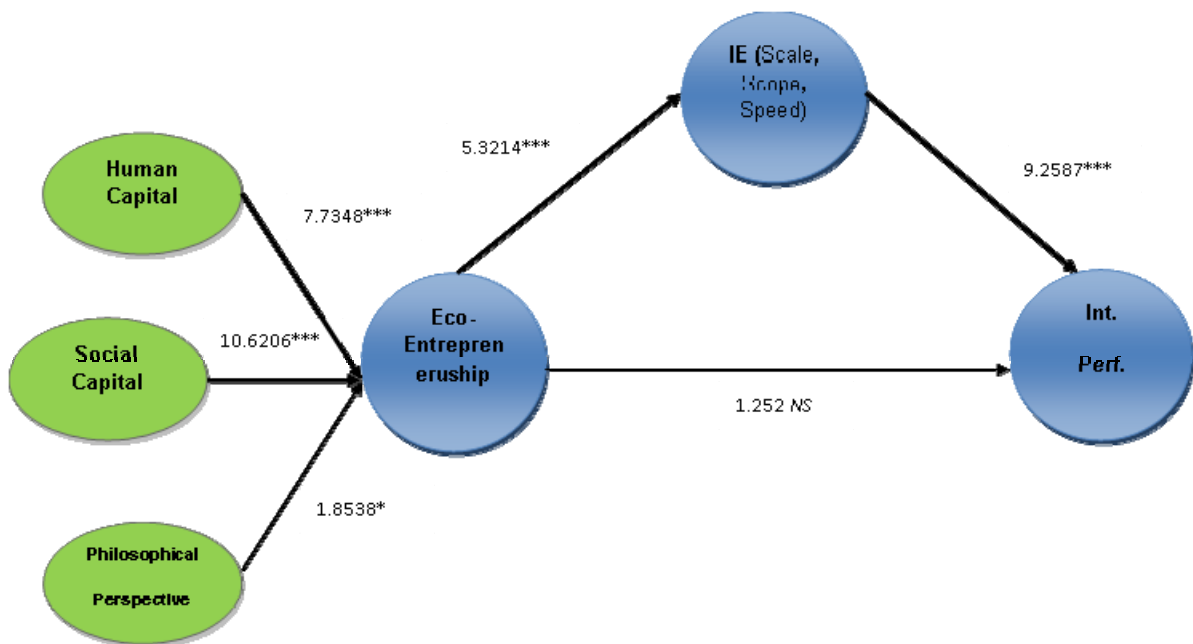 IE (Scale,
Scope,
Speed)
5.3214***
9.2587***
Human
Capital
7.7348***
Social
Capital
10.6206***
Eco-
Entrepren
eruship
Int.
Perf.
1.252 NS
1.8538*
Philosophical
Perspective